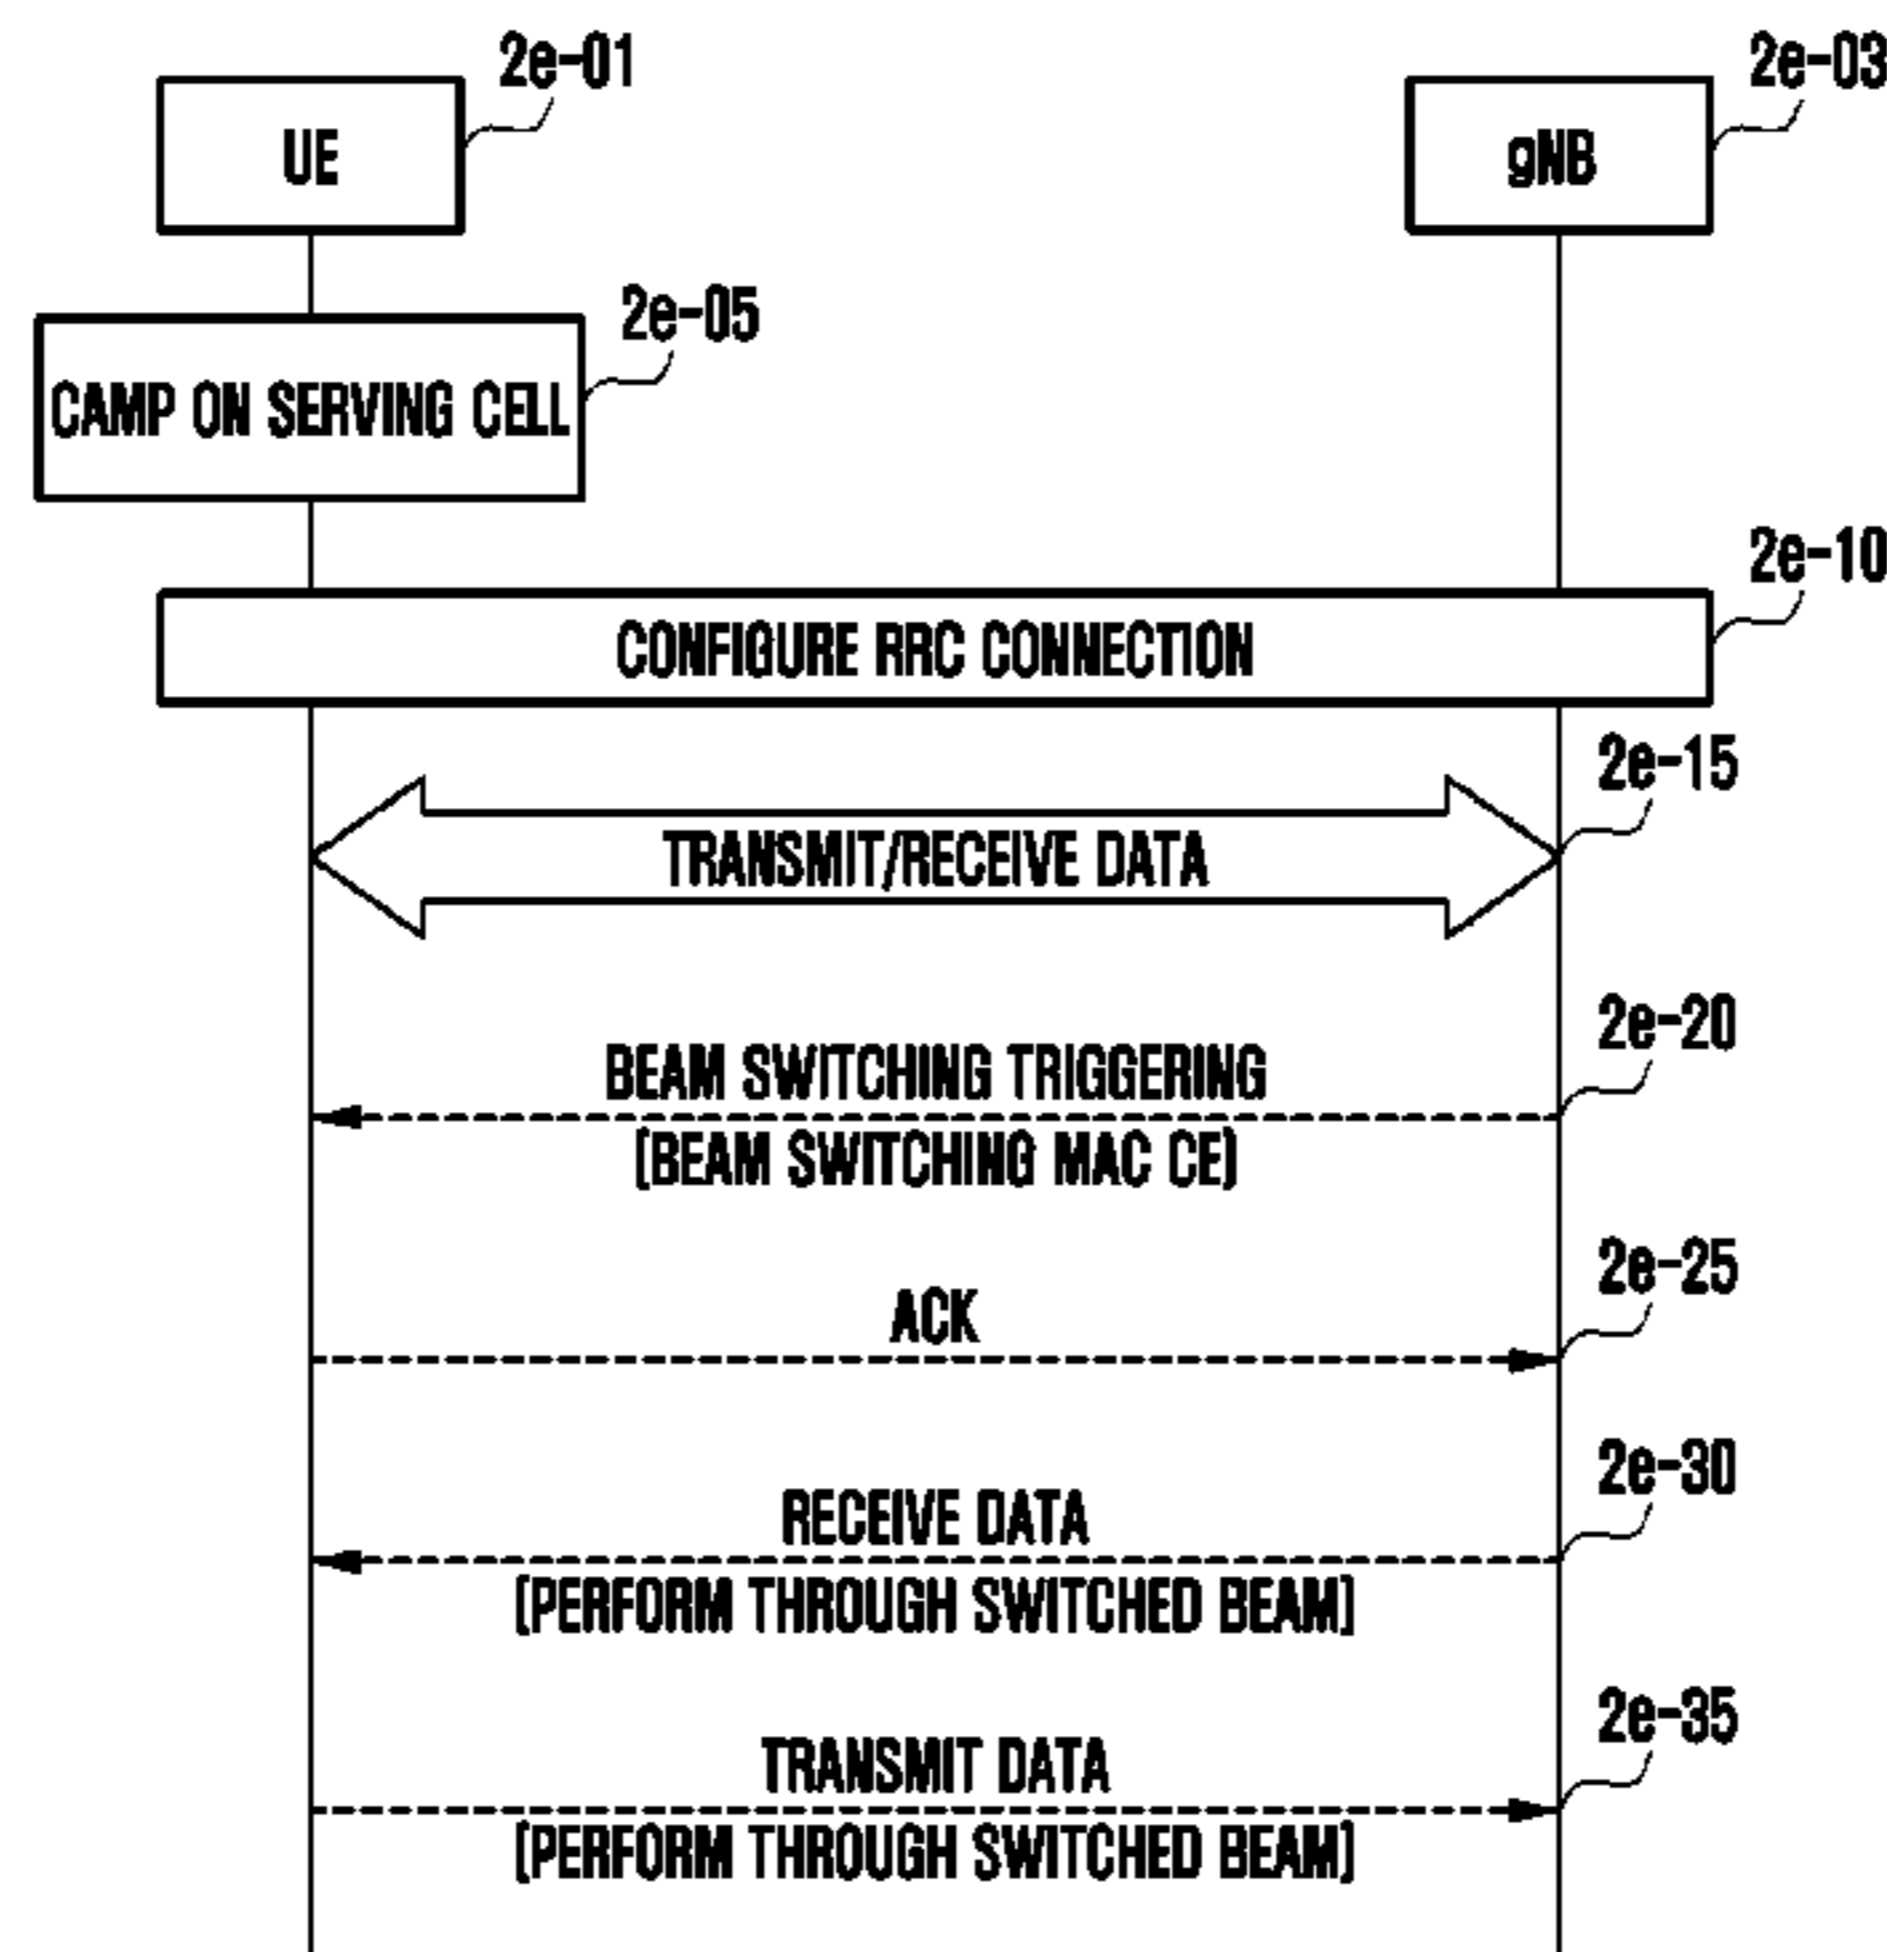 2e-01
2e-03
UE
gNB
2e-05
CAMP ON SERVING CELL
2e-10
CONFIGURE RRC CONNECTION
2e-15
TRANSMIT/RECEIVE DATA
2e-20
BEAM SWITCHING TRIGGERING
(BEAM SWITCHING MAC CE)
2e-25
ACK
2e-30
RECEIVE DATA
(PERFORM THROUGH SWITCHED BEAM)
2e-35
TRANSMIT DATA
(PERFORM THROUGH SWITCHED BEAM)